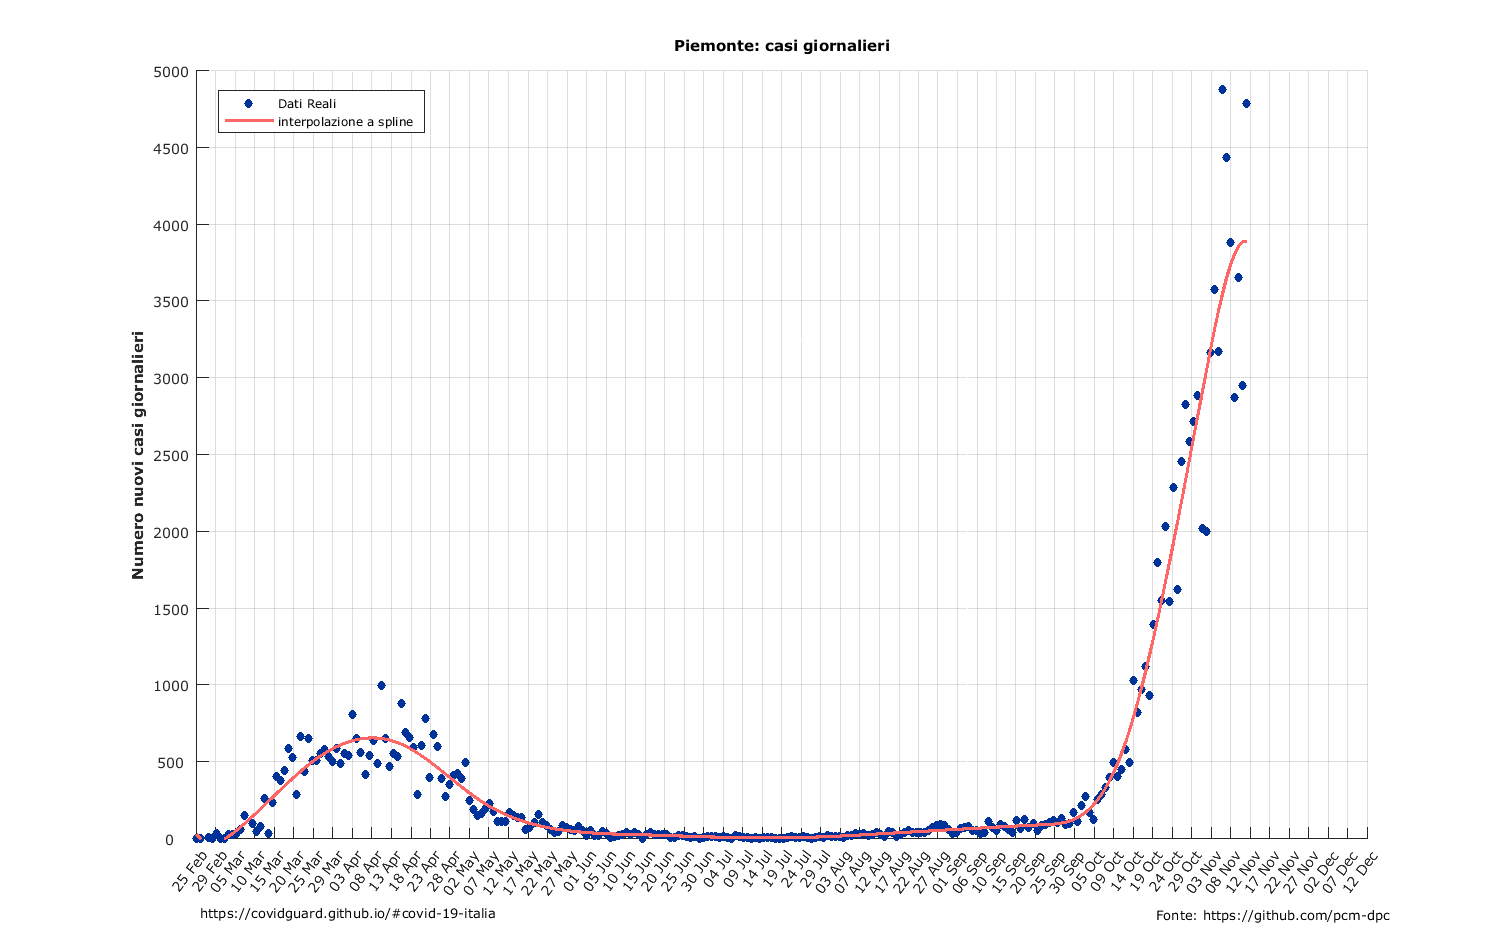 Piemonte: casi giornalieri
Dati Reali
interpolazione a spline
Numero nuovi casi giornalieri
5000
4500
4000
3500
3000
2500
2000
1500
1000
500
0
25 Feb
29 Feb
05 Mar
10 Mar
15 Mar
20 Mar
25 Mar
29 Mar
03 Apr
08 Apr
13 Apr
18 Apr
23 Apr
28 Apr
02 May
07 May
12 May
17 May
22 May
27 May
01 Jun
05 Jun
10 Jun
15 Jun
20 Jun
25 Jun
30 Jun
04 Jul
09 Jul
14 Jul
19 Jul
24 Jul
29 Jul
03 Aug
07 Aug
12 Aug
17 Aug
22 Aug
27 Aug
01 Sep
06 Sep
10 Sep
15 Sep
20 Sep
25 Sep
30 Sep
05 Oct
09 Oct
14 Oct
19 Oct
24 Oct
29 Oct
03 Nov
08 Nov
12 Nov
17 Nov
22 Nov
27 Nov
02 Dec
07 Dec
12 Dec
https://covidguard.github.io/#covid-19-italia
Fonte: https://github.com/pcm-dpc